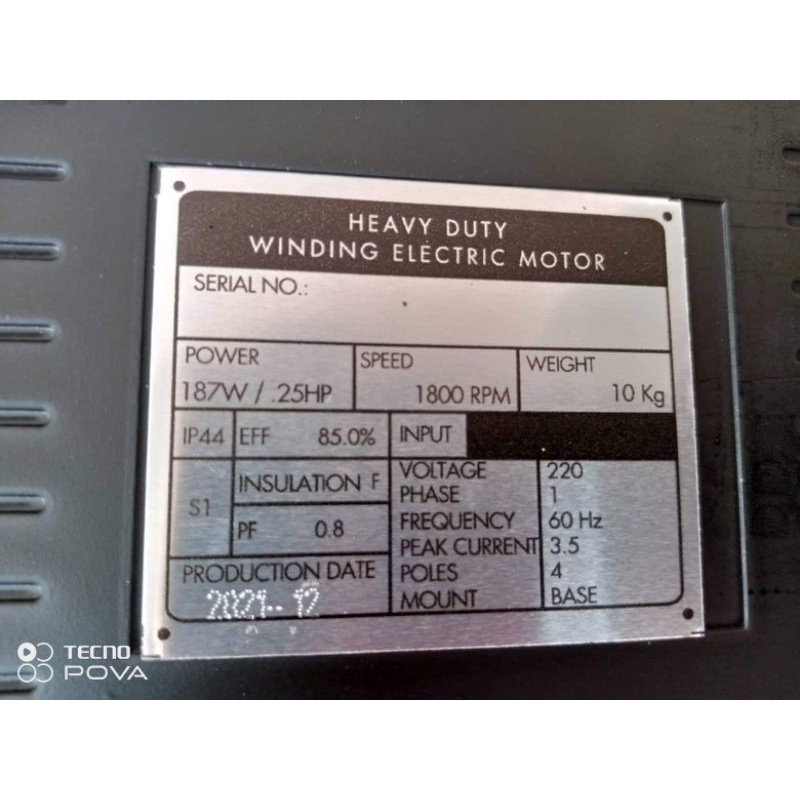 HEAVY DUTY
WINDING ELECTRIC MOTOR
SERIAL NO.:
POWER
187W / .25HP
SPEED
1800 RPM
WEIGHT
10 Kg
IP44
EFF 85.0%
INPUT
S1
INSULATION F
PF 0.8
VOLTAGE 220
PHASE 1
FREQUENCY 60 Hz
PEAK CURRENT 3.5
POLES 4
MOUNT BASE
PRODUCTION DATE
2021-12
TECNO
POVA